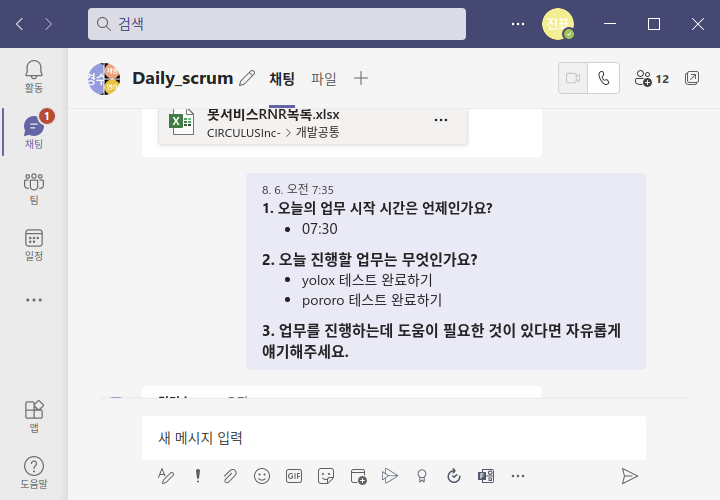 검색
진용
활동
1
채팅
팀
일정
앱
도움말
Daily_scrum
채팅
파일
12
봇서비스RNR목록.xlsx
CIRCULUSInc- > 개발공통
8. 6. 오전 7:35
1. 오늘의 업무 시작 시간은 언제인가요?
07:30
2. 오늘 진행할 업무는 무엇인가요?
yolox 테스트 완료하기
pororo 테스트 완료하기
3. 업무를 진행하는데 도움이 필요한 것이 있다면 자유롭게
얘기해주세요.
새 메시지 입력
GIF